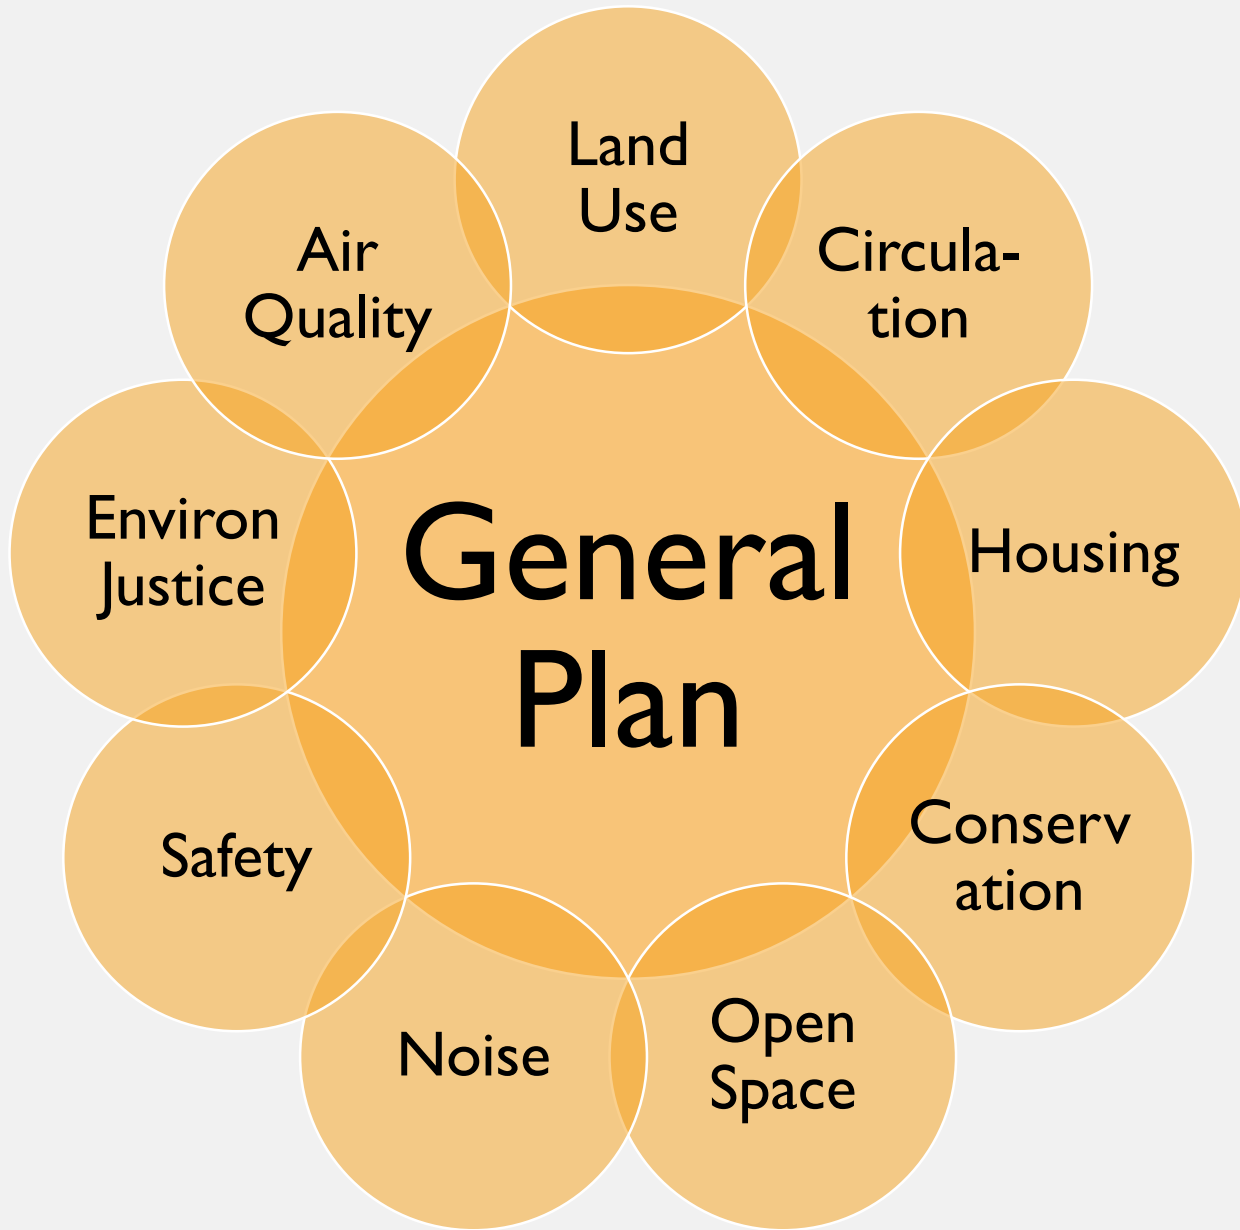 Land
Use
Circula-
tion
Housing
Conserv
ation
Open
Space
Noise
Safety
Environ
Justice
Air
Quality
General
Plan